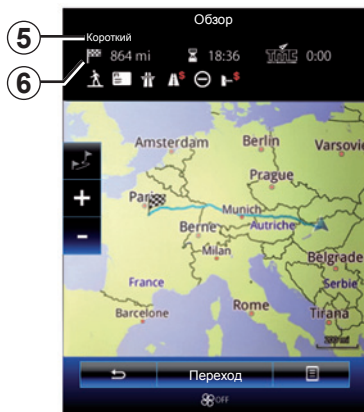 Обзор
5
Короткий
6
864 mi 18:36 TMC 0:00
$ $
Amsterdam Berlin Varsovi
Prague
Paris
Munich
Berne Autriche
Milan
Belgrade
France Serbie
Rome
Barcelone Tirana
+
-
Переход
OFF